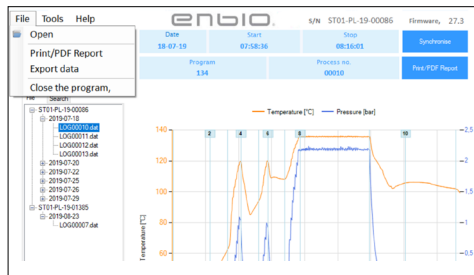 File Tools Help
enbio.
S/N ST01-PL-19-00086
Firmware, 27.3
Open
Print/PDF Report
Export data
Close the program,
Date
18-07-19
Start
07:58:36
Stop
08:16:01
Synchronise
Program
134
Process no.
00010
Print/PDF Report
File Search
ST01-PL-19-00086
2019-07-18
LOG00010.dat
LOG00011.dat
LOG00012.dat
LOG00013.dat
2019-07-20
2019-07-22
2019-07-25
2019-07-26
2019-07-29
ST01-PL-19-01385
2019-08-23
LOG00007.dat
Temperature [°C]
Pressure [bar]
2 4 6 8 10
140
120
100
80
60
Temperature [°C]
2.5
2
1.5
1
0.5